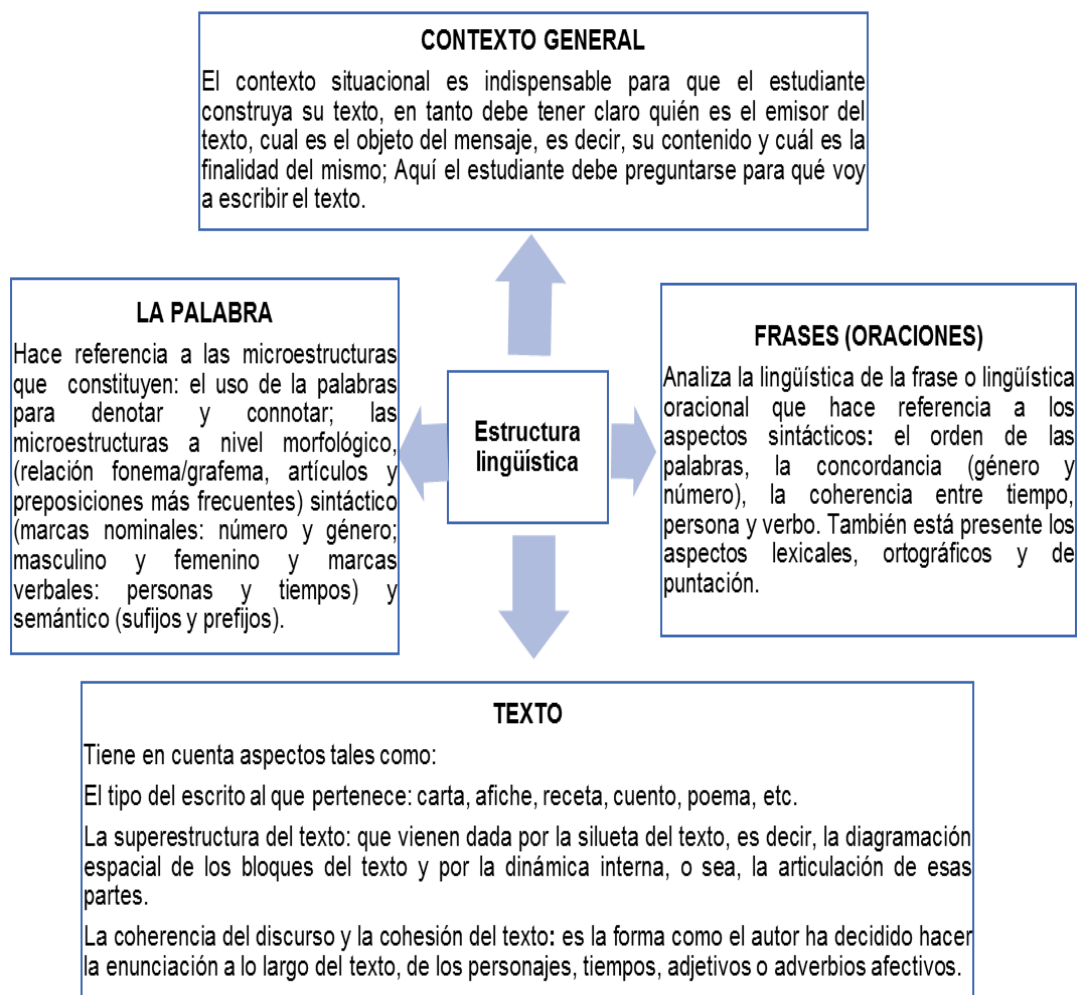 CONTEXTO GENERAL
El contexto situacional es indispensable para que el estudiante
construya su texto, en tanto debe tener claro quién es el emisor del
texto, cual es el objeto del mensaje, es decir, su contenido y cuál es la
finalidad del mismo; Aquí el estudiante debe preguntarse para qué voy
a escribir el texto.
LA PALABRA
Hace referencia a las microestructuras
que constituyen: el uso de la palabras
para denotar y connotar; las
microestructuras a nivel morfológico,
(relación fonema/grafema, artículos y
preposiciones más frecuentes) sintáctico
(marcas nominales: número y género;
masculino y femenino y marcas
verbales: personas y tiempos) y
semántico (sufijos y prefijos).
Estructura
lingüística
FRASES (ORACIONES)
Analiza la lingüística de la frase o lingüística
oracional que hace referencia a los
aspectos sintácticos: el orden de las
palabras, la concordancia (género y
número), la coherencia entre tiempo,
persona y verbo. También está presente los
aspectos lexicales, ortográficos y de
puntación.
TEXTO
Tiene en cuenta aspectos tales como:
El tipo del escrito al que pertenece: carta, afiche, receta, cuento, poema, etc.
La superestructura del texto: que vienen dada por la silueta del texto, es decir, la diagramación
espacial de los bloques del texto y por la dinámica interna, o sea, la articulación de esas
partes.
La coherencia del discurso y la cohesión del texto: es la forma como el autor ha decidido hacer
la enunciación a lo largo del texto, de los personajes, tiempos, adjetivos o adverbios afectivos.